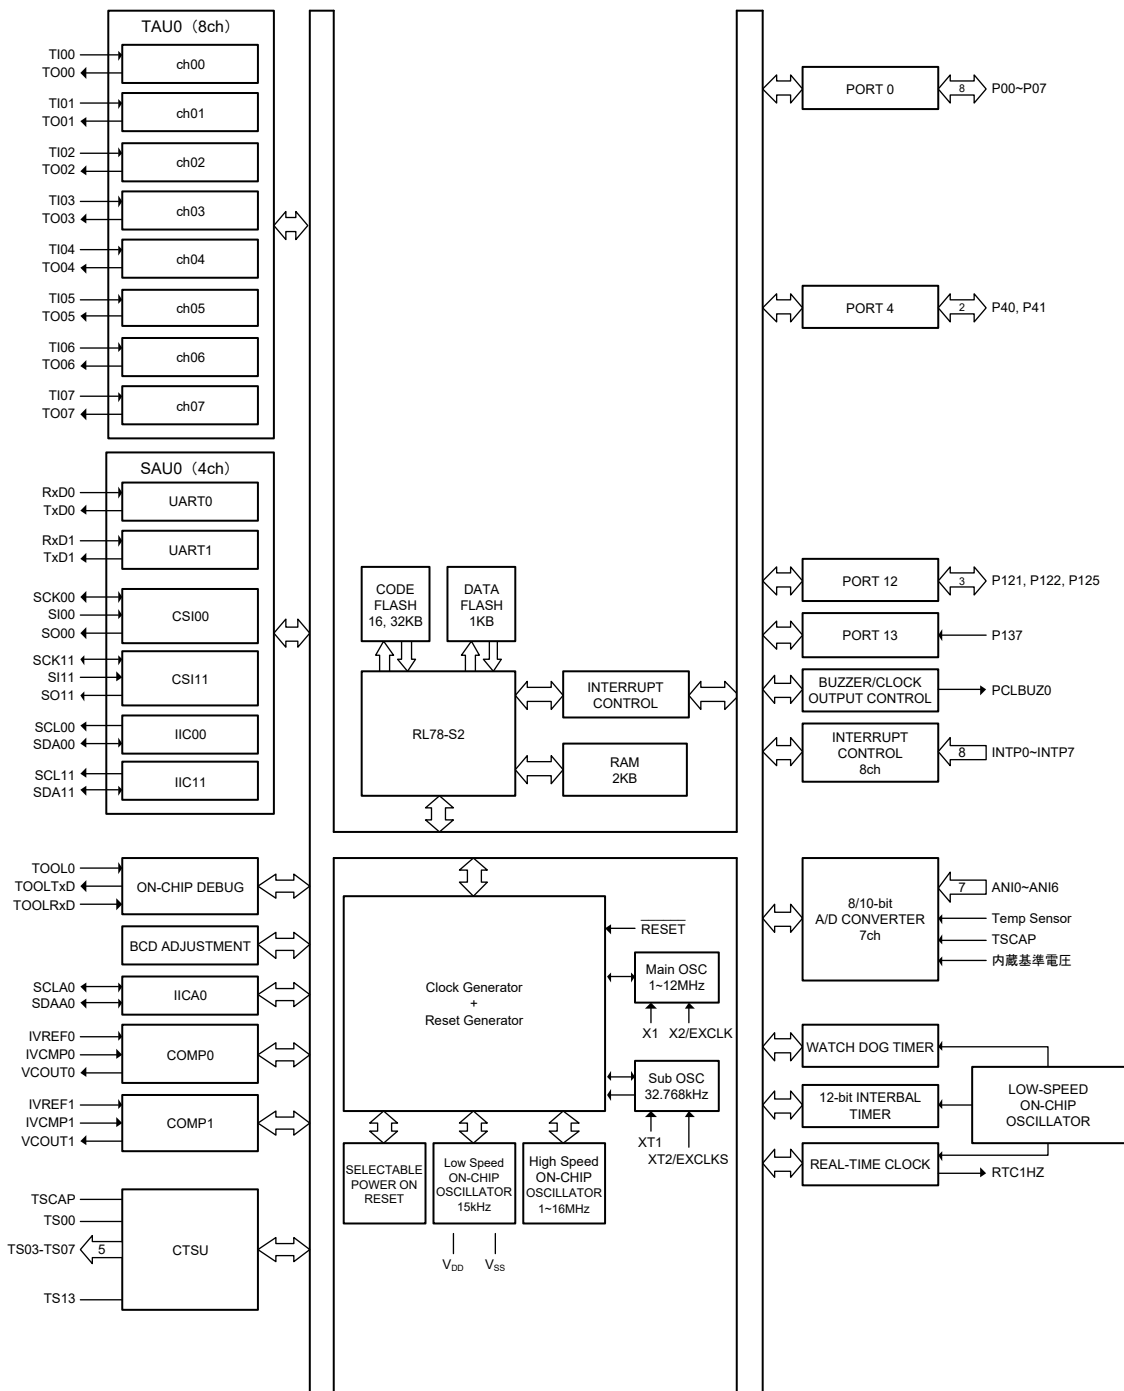 TAU0（8ch）
TI00
TO00
ch00
TI01
TO01
ch01
TI02
TO02
ch02
TI03
TO03
ch03
TI04
TO04
ch04
TI05
TO05
ch05
TI06
TO06
ch06
TI07
TO07
ch07
SAU0（4ch）
RxD0
TxD0
UART0
RxD1
TxD1
UART1
SCK00
SI00
SO00
CSI00
SCK11
SI11
SO11
CSI11
SCL00
SDA00
IIC00
SCL11
SDA11
IIC11
TOOL0
TOOLTxD
TOOLRxD
ON-CHIP DEBUG
BCD ADJUSTMENT
SCLA0
SDAA0
IICA0
IVREF0
IVCMP0
VCOUT0
COMP0
IVREF1
IVCMP1
VCOUT1
COMP1
TSCAP
TS00
TS03-TS07
5
TS13
CTSU
CODE
FLASH
16, 32KB
DATA
FLASH
1KB
RL78-S2
INTERRUPT
CONTROL
RAM
2KB
Clock Generator
+
Reset Generator
RESET
Main OSC
1~12MHz
X1
X2/EXCLK
Sub OSC
32.768kHz
XT1
XT2/EXCLKS
SELECTABLE
POWER ON
RESET
Low Speed
ON-CHIP
OSCILLATOR
15kHz
High Speed
ON-CHIP
OSCILLATOR
1~16MHz
VDD
VSS
PORT 0
8
P00~P07
PORT 4
2
P40, P41
PORT 12
3
P121, P122, P125
PORT 13
P137
BUZZER/CLOCK
OUTPUT CONTROL
PCLBUZ0
INTERRUPT
CONTROL
8ch
8
INTP0~INTP7
8/10-bit
A/D CONVERTER
7ch
7
ANI0~ANI6
Temp Sensor
TSCAP
内蔵基準電圧
WATCH DOG TIMER
12-bit INTERBAL
TIMER
REAL-TIME CLOCK
RTC1HZ
LOW-SPEED
ON-CHIP
OSCILLATOR